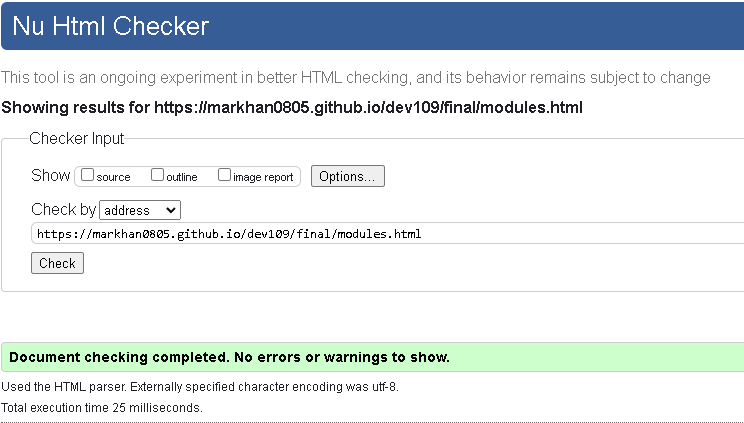 Nu Html Checker
This tool is an ongoing experiment in better HTML checking, and its behavior remains subject to change
Showing results for https://markhan0805.github.io/dev109/final/modules.html
Checker Input
Show source outline image report Options...
Check by address
https://markhan0805.github.io/dev109/final/modules.html
Check
Document checking completed. No errors or warnings to show.
Used the HTML parser. Externally specified character encoding was utf-8.
Total execution time 25 milliseconds.